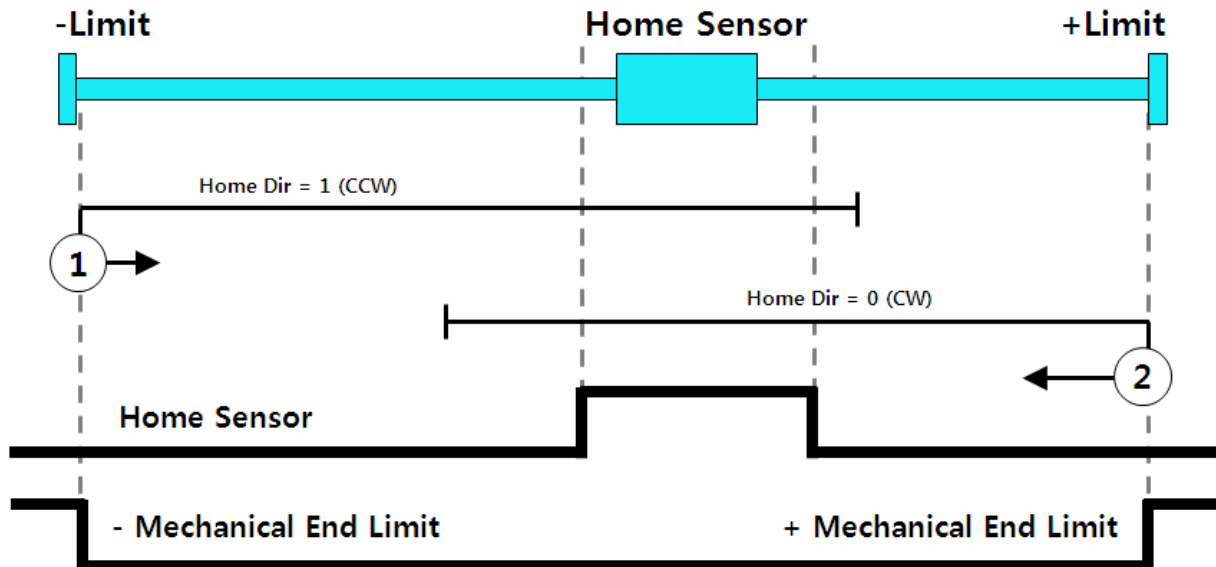 -Limit
Home Sensor
+Limit
Home Dir = 1 (CCW)
1
Home Dir = 0 (CW)
2
Home Sensor
- Mechanical End Limit
+ Mechanical End Limit